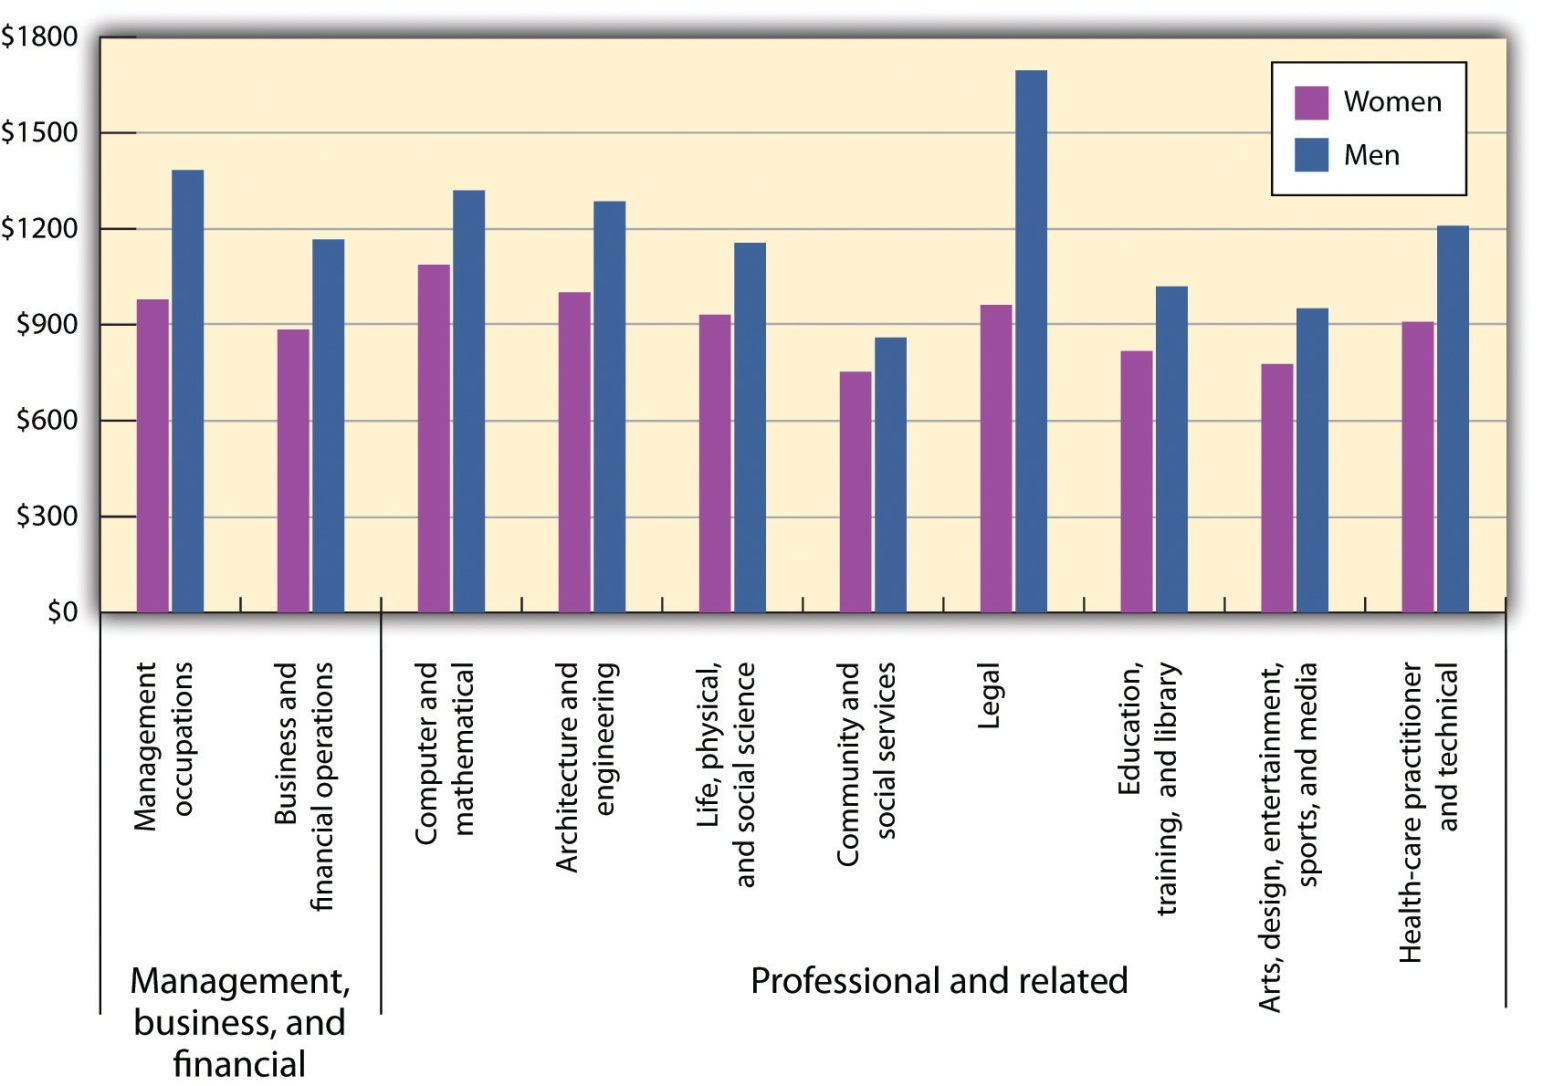 $1800
$1500
$1200
$900
$600
$300
$0
Women
Men
Management
occupations
Business and
financial operations
Computer and
mathematical
Architecture and
engineering
Life, physical,
and social science
Community and
social services
Legal
Education,
training, and library
Arts, design, entertainment,
sports, and media
Health-care practitioner
and technical
Management,
business, and
financial
Professional and related